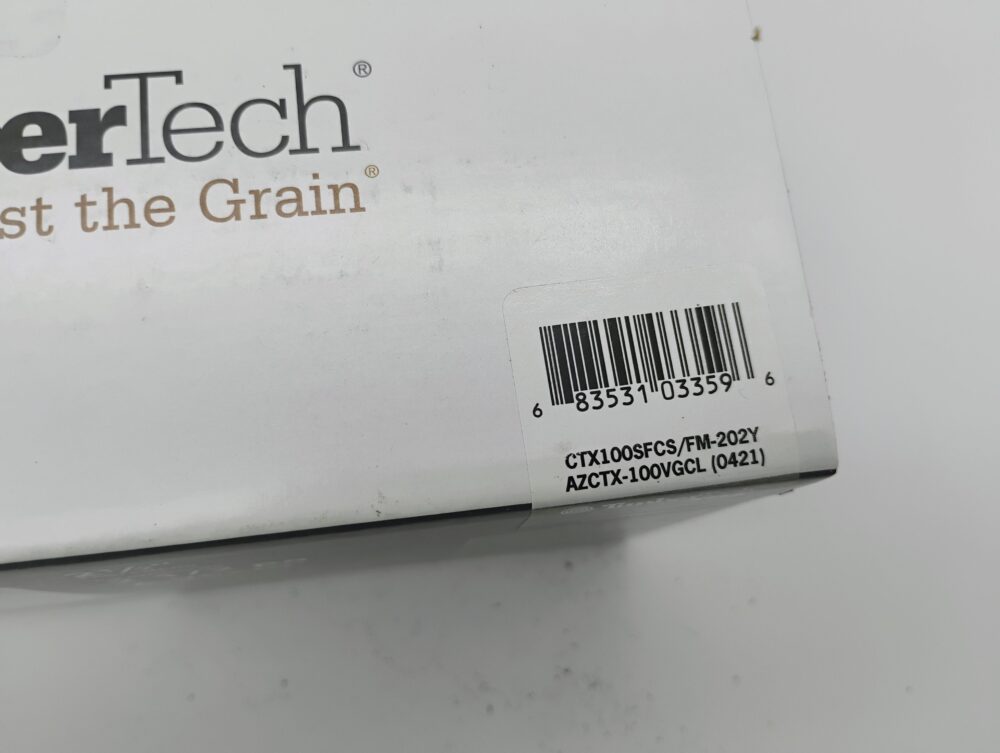 erTech®
st the Grain®
6 83531 03359 6
CTX100SFCS/FM-202Y
AZCTX-100VGCL (0421)